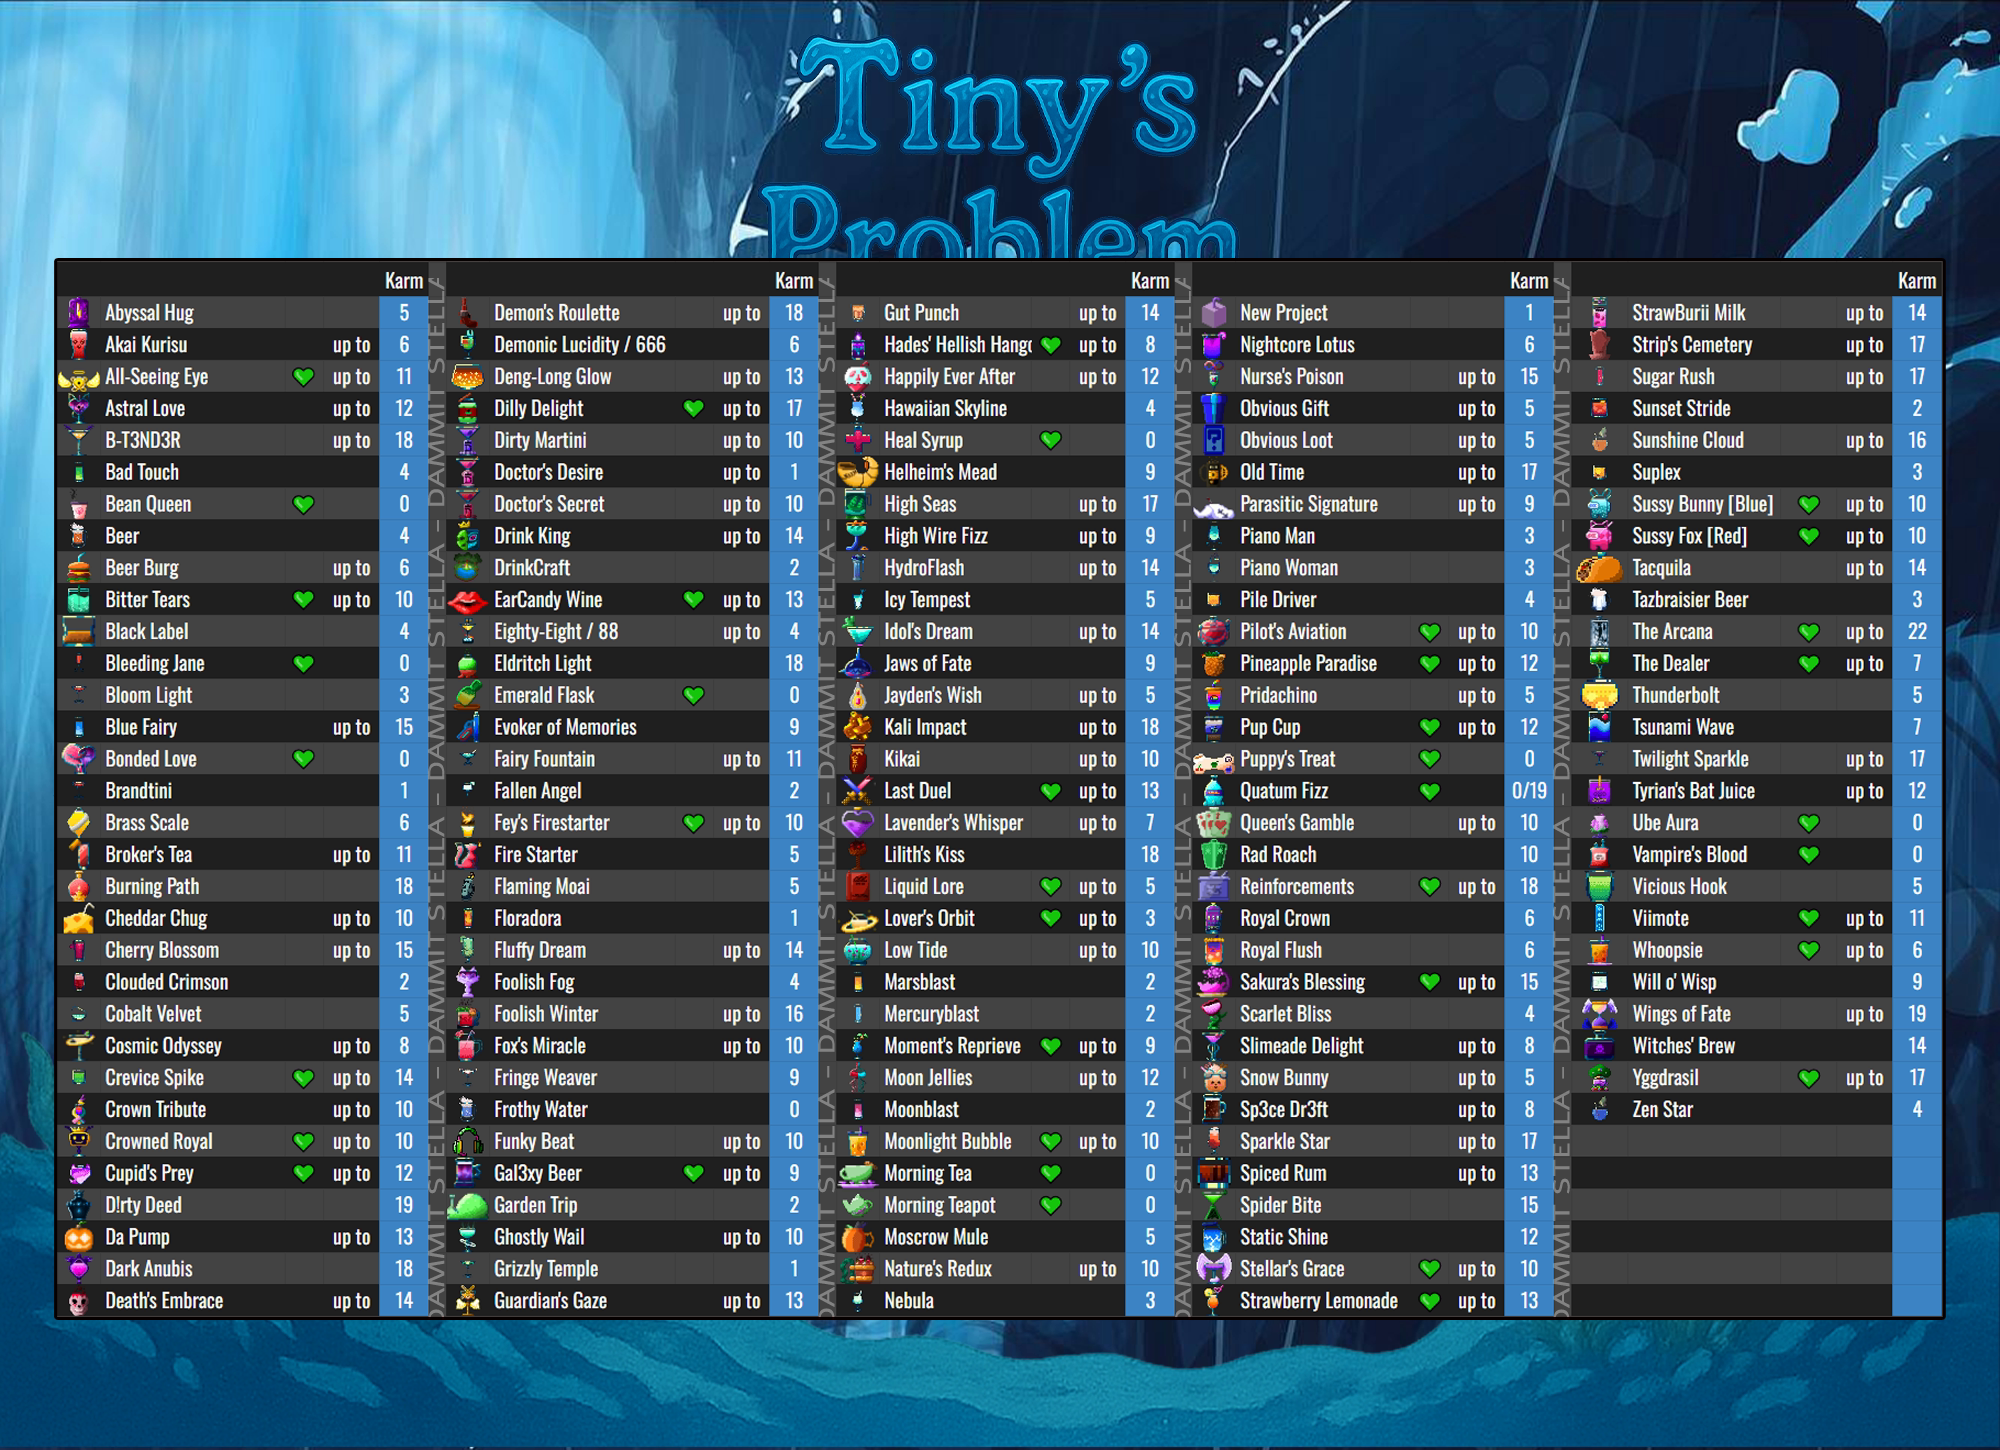 Tiny's
Problem
Karm
Abyssal Hug 5
Akai Kurisu up to 6
All-Seeing Eye up to 11
Astral Love up to 12
B-T3ND3R up to 18
Bad Touch 4
Bean Queen 0
Beer 4
Beer Burg up to 6
Bitter Tears up to 10
Black Label 4
Bleeding Jane 0
Bloom Light 3
Blue Fairy up to 15
Bonded Love 0
Brandtini 1
Brass Scale 6
Broker's Tea up to 11
Burning Path 18
Cheddar Chug up to 10
Cherry Blossom up to 15
Clouded Crimson 2
Cobalt Velvet 5
Cosmic Odyssey up to 8
Crevice Spike up to 14
Crown Tribute up to 10
Crowned Royal up to 10
Cupid's Prey up to 12
D!rty Deed 19
Da Pump up to 13
Dark Anubis 18
Death's Embrace up to 14
DAMMIT STELLA - DAMMIT STELLA - DAMMIT STELLA
Karm
Demon's Roulette up to 18
Demonic Lucidity / 666 6
Deng-Long Glow up to 13
Dilly Delight up to 17
Dirty Martini up to 10
Doctor's Desire up to 1
Doctor's Secret up to 10
Drink King up to 14
DrinkCraft 2
EarCandy Wine up to 13
Eighty-Eight / 88 up to 4
Eldritch Light 18
Emerald Flask 0
Evoker of Memories 9
Fairy Fountain up to 11
Fallen Angel 2
Fey's Firestarter up to 10
Fire Starter 5
Flaming Moai 5
Floradora 1
Fluffy Dream up to 14
Foolish Fog 4
Foolish Winter up to 16
Fox's Miracle up to 10
Fringe Weaver 9
Frothy Water 0
Funky Beat up to 10
Gal3xy Beer up to 9
Garden Trip 2
Ghostly Wail up to 10
Grizzly Temple 1
Guardian's Gaze up to 13
DAMMIT STELLA - DAMMIT STELLA - DAMMIT STELLA
Karm
Gut Punch up to 14
Hades' Hellish Hango up to 8
Happily Ever After up to 12
Hawaiian Skyline 4
Heal Syrup 0
Helheim's Mead 9
High Seas up to 17
High Wire Fizz up to 9
HydroFlash up to 14
Icy Tempest 5
Idol's Dream up to 14
Jaws of Fate 9
Jayden's Wish up to 5
Kali Impact up to 18
Kikai up to 10
Last Duel up to 13
Lavender's Whisper up to 7
Lilith's Kiss 18
Liquid Lore up to 5
Lover's Orbit up to 3
Low Tide up to 10
Marsblast 2
Mercuryblast 2
Moment's Reprieve up to 9
Moon Jellies up to 12
Moonblast 2
Moonlight Bubble up to 10
Morning Tea 0
Morning Teapot 0
Moscrow Mule 5
Nature's Redux up to 10
Nebula 3
DAMMIT STELLA - DAMMIT STELLA - DAMMIT STELLA
Karm
New Project 1
Nightcore Lotus 6
Nurse's Poison up to 15
Obvious Gift up to 5
Obvious Loot up to 5
Old Time up to 17
Parasitic Signature up to 9
Piano Man 3
Piano Woman 3
Pile Driver 4
Pilot's Aviation up to 10
Pineapple Paradise up to 12
Pridachino up to 5
Pup Cup up to 12
Puppy's Treat 0
Quatum Fizz 0/19
Queen's Gamble up to 10
Rad Roach 10
Reinforcements up to 18
Royal Crown 6
Royal Flush 6
Sakura's Blessing up to 15
Scarlet Bliss 4
Slimeade Delight up to 8
Snow Bunny up to 5
Sp3ce Dr3ft up to 8
Sparkle Star up to 17
Spiced Rum up to 13
Spider Bite 15
Static Shine 12
Stellar's Grace up to 10
Strawberry Lemonade up to 13
DAMMIT STELLA - DAMMIT STELLA - DAMMIT STELLA
Karm
StrawBurii Milk up to 14
Strip's Cemetery up to 17
Sugar Rush up to 17
Sunset Stride 2
Sunshine Cloud up to 16
Suplex 3
Sussy Bunny [Blue] up to 10
Sussy Fox [Red] up to 10
Tacquila up to 14
Tazbraisier Beer 3
The Arcana up to 22
The Dealer up to 7
Thunderbolt 5
Tsunami Wave 7
Twilight Sparkle up to 17
Tyrian's Bat Juice up to 12
Ube Aura 0
Vampire's Blood 0
Vicious Hook 5
Viimote up to 11
Whoopsie up to 6
Will o' Wisp 9
Wings of Fate up to 19
Witches' Brew 14
Yggdrasil up to 17
Zen Star 4